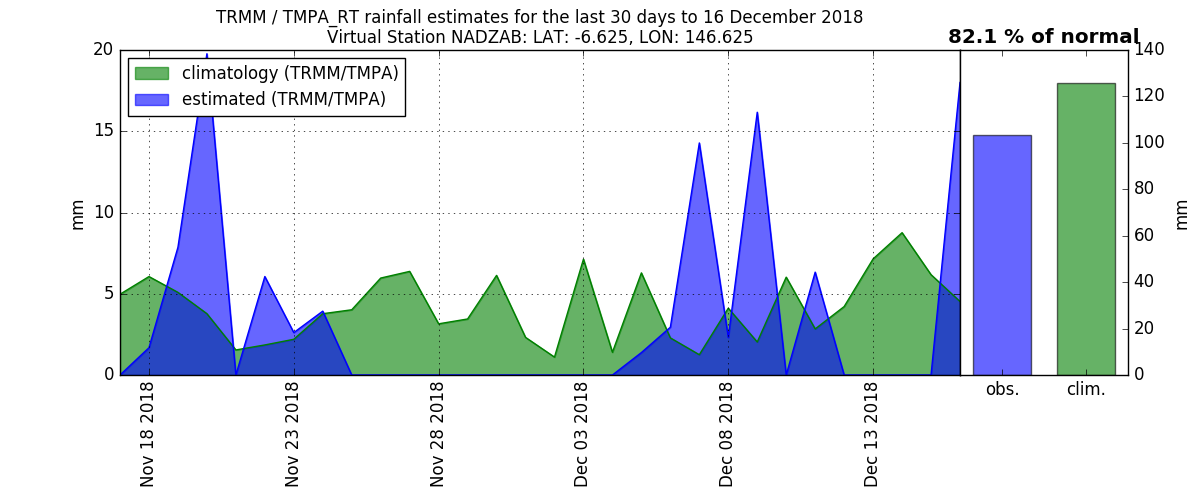 TRMM / TMPA_RT rainfall estimates for the last 30 days to 16 December 2018
Virtual Station NADZAB: LAT: -6.625, LON: 146.625
82.1 % of normal
climatology (TRMM/TMPA)
estimated (TRMM/TMPA)
20
15
10
5
0
mm
140
120
100
80
60
40
20
0
mm
Nov 18 2018
Nov 23 2018
Nov 28 2018
Dec 03 2018
Dec 08 2018
Dec 13 2018
obs.
clim.